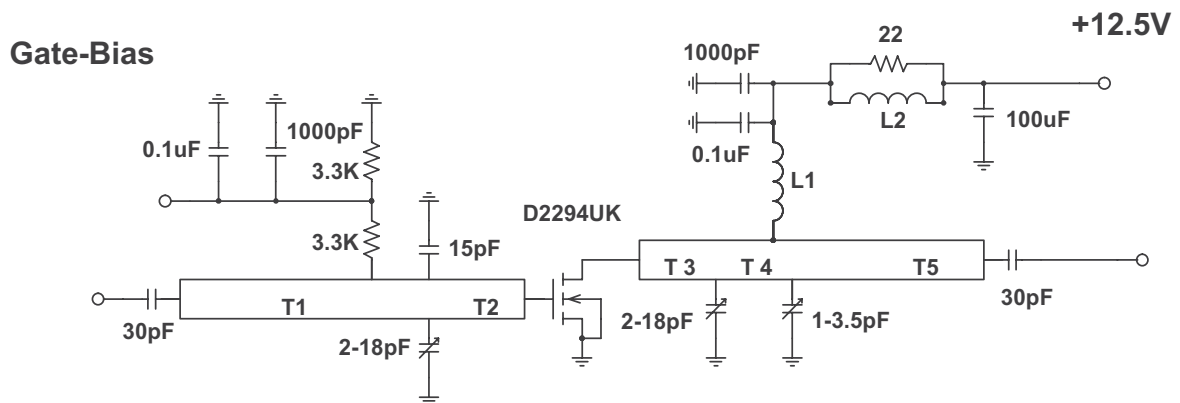 +12.5V
Gate-Bias
22
1000pF
L2
100uF
0.1uF
1000pF
0.1uF
3.3K
L1
3.3K
15pF
D2294UK
T 3
T 4
T5
T1
T2
30pF
2-18pF
30pF
2-18pF
1-3.5pF